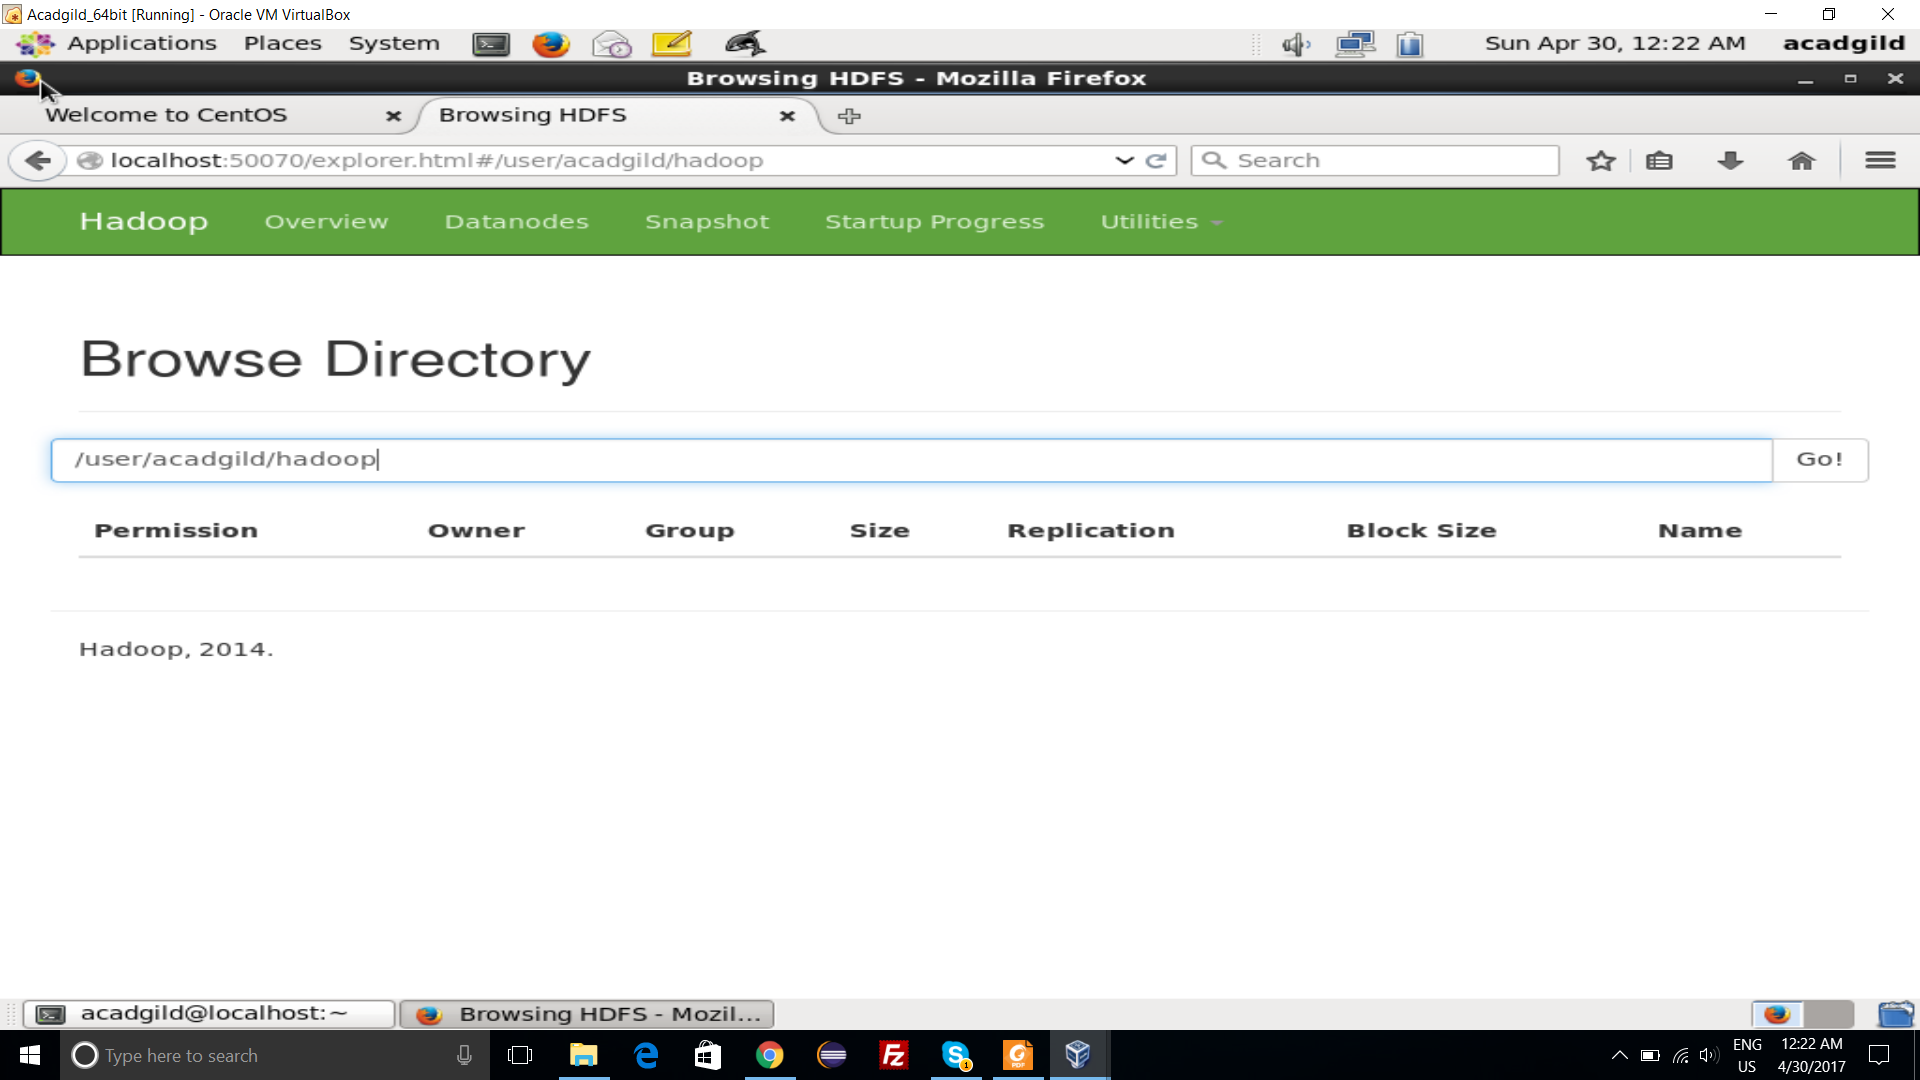 Acadgild_64bit [Running] - Oracle VM VirtualBox
Applications Places System Sun Apr 30, 12:22 AM acadgild
Browsing HDFS - Mozilla Firefox
Welcome to CentOS Browsing HDFS
localhost:50070/explorer.html#/user/acadgild/hadoop Search
Hadoop Overview Datanodes Snapshot Startup Progress Utilities
Browse Directory
/user/acadgild/hadoop Go!
Permission Owner Group Size Replication Block Size Name
Hadoop, 2014.
acadgild@localhost:~ Browsing HDFS - Mozil...
Type here to search ENG 12:22 AM
US 4/30/2017